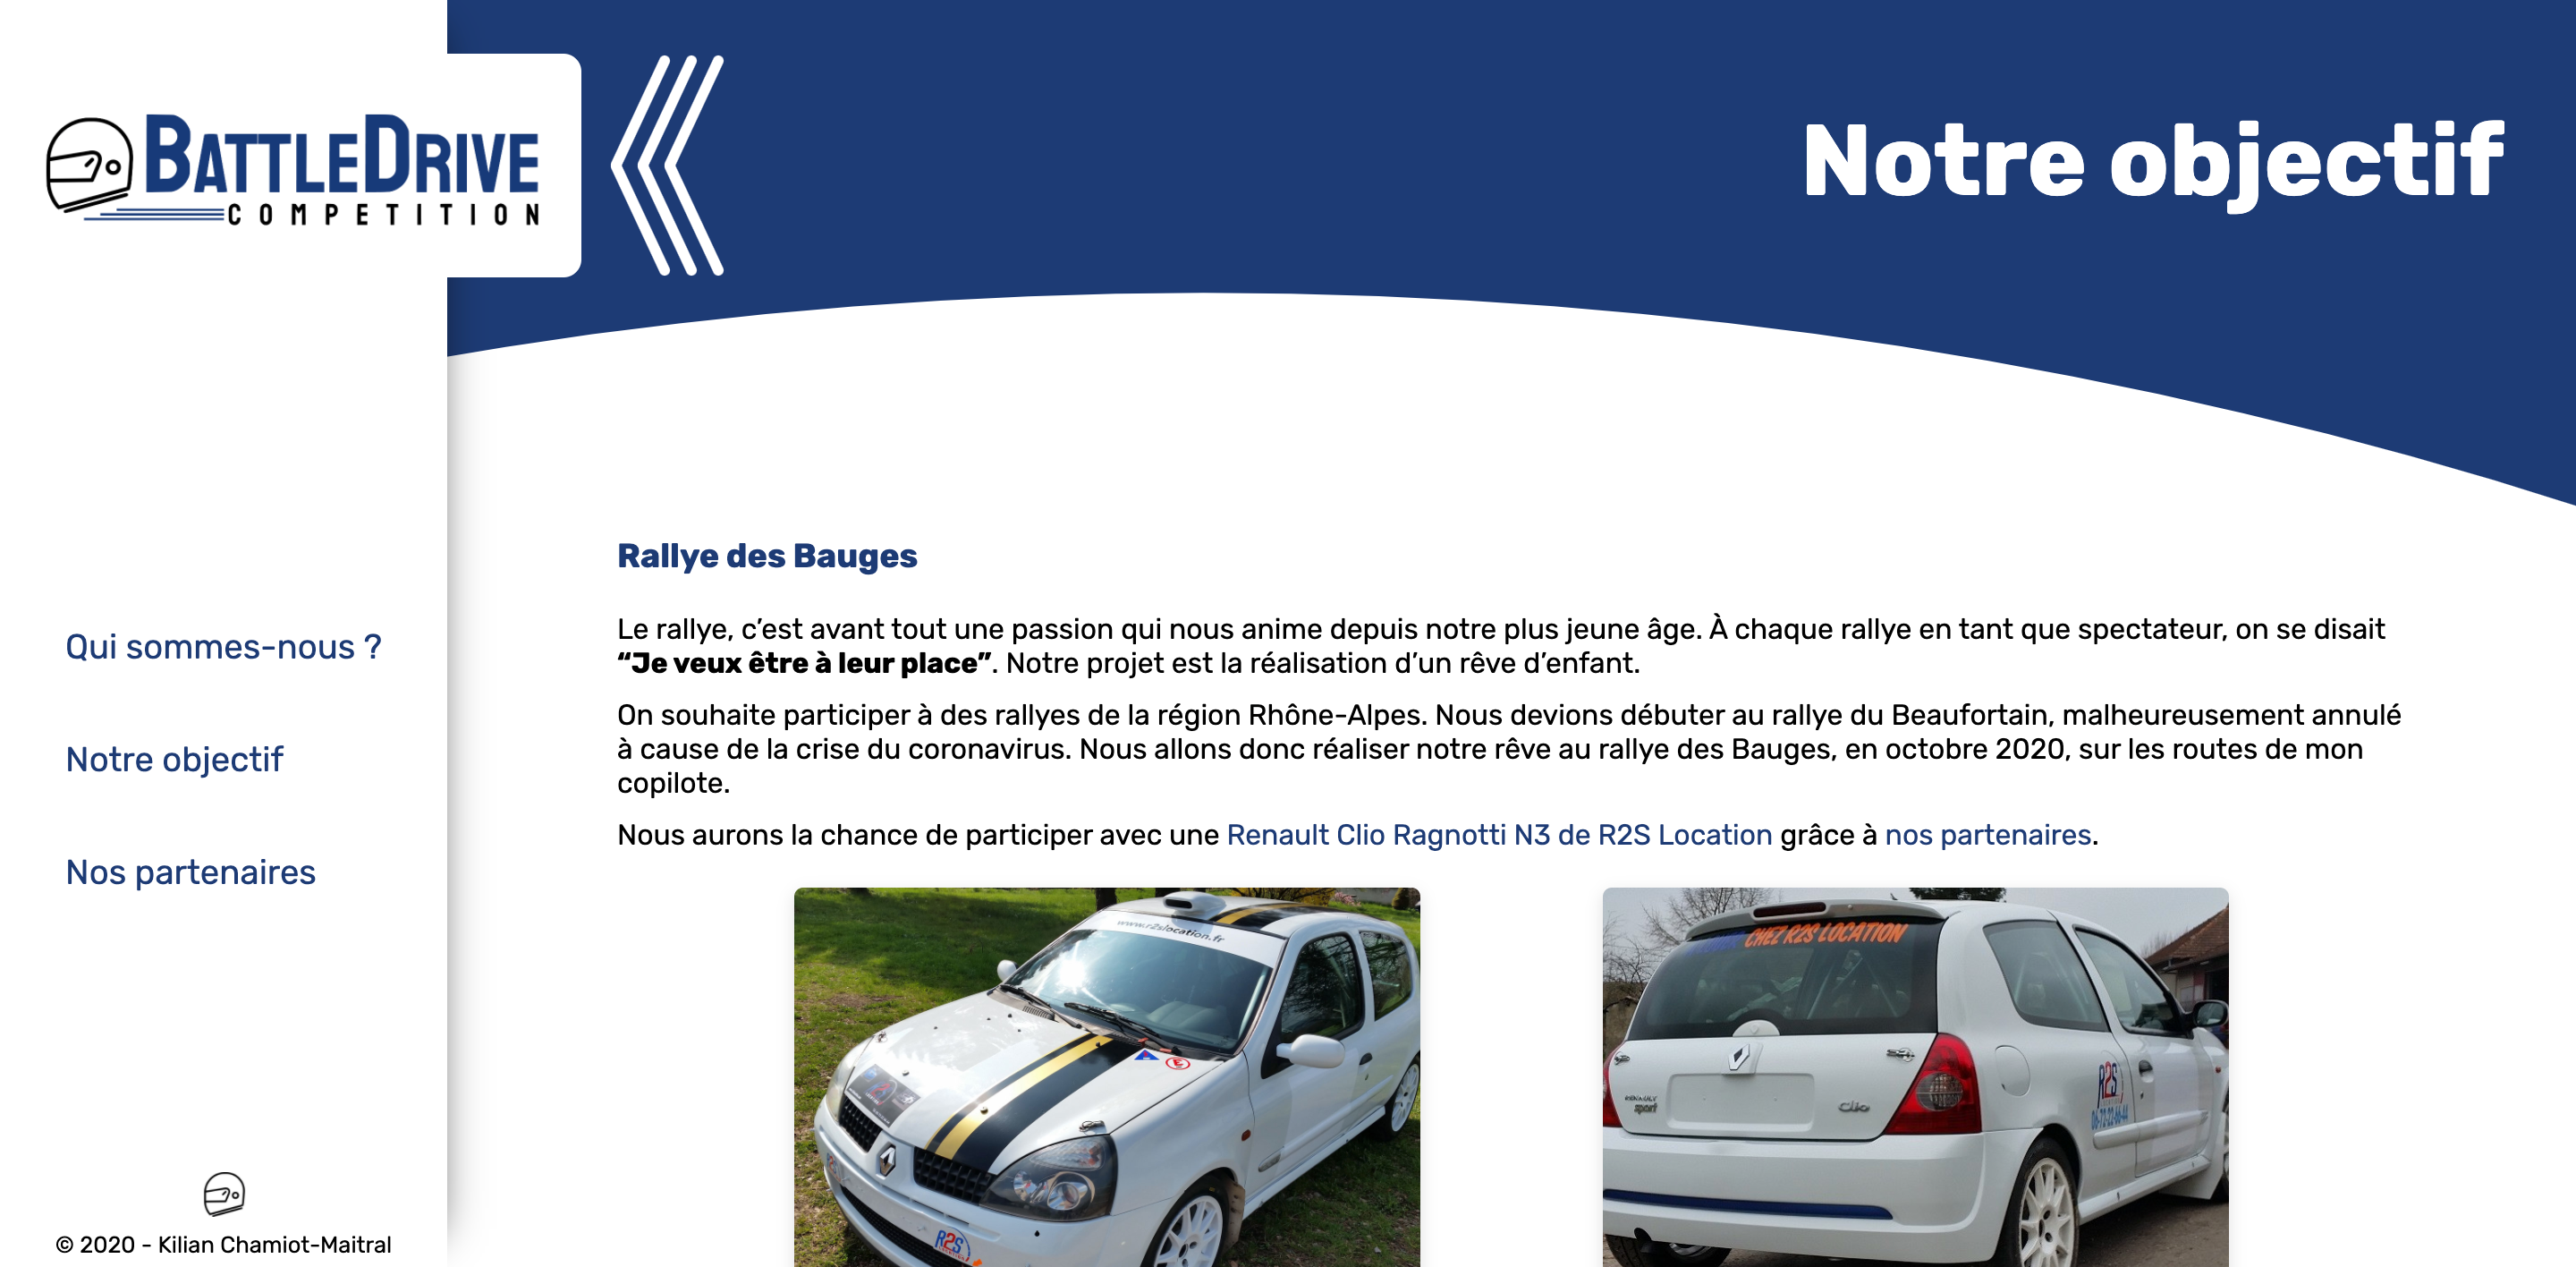 BATTLEDRIVE
COMPETITION
Notre objectif
Qui sommes-nous ?
Notre objectif
Nos partenaires
© 2020 - Kilian Chamiot-Maitral
Rallye des Bauges
Le rallye, c’est avant tout une passion qui nous anime depuis notre plus jeune âge. À chaque rallye en tant que spectateur, on se disait
“Je veux être à leur place”. Notre projet est la réalisation d’un rêve d’enfant.
On souhaite participer à des rallyes de la région Rhône-Alpes. Nous devions débuter au rallye du Beaufortain, malheureusement annulé
à cause de la crise du coronavirus. Nous allons donc réaliser notre rêve au rallye des Bauges, en octobre 2020, sur les routes de mon
copilote.
Nous aurons la chance de participer avec une Renault Clio Ragnotti N3 de R2S Location grâce à nos partenaires.
www.r2slocation.fr
E
R2S
CHEZ R2S LOCATION
sport
Clio
R2S